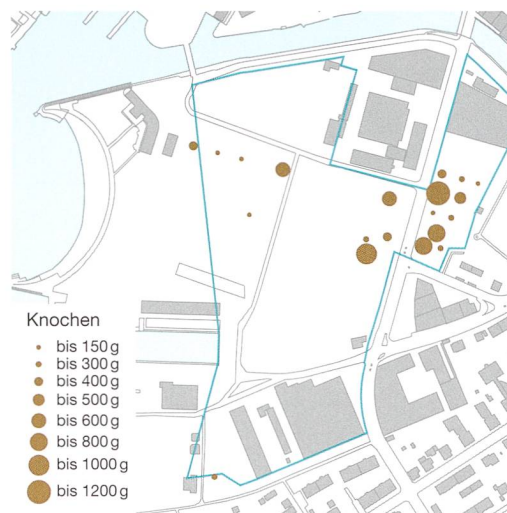 Knochen
bis 150 g
bis 300 g
bis 400 g
bis 500 g
bis 600 g
bis 800 g
bis 1000 g
bis 1200 g